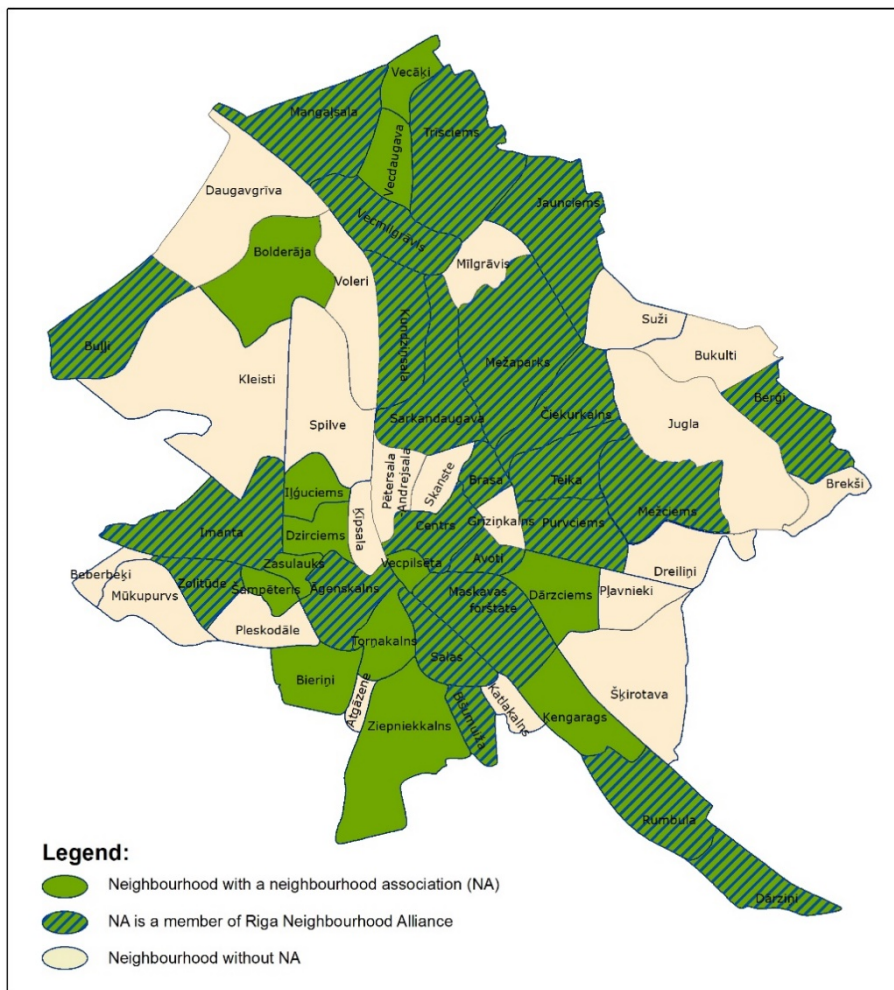 Vecāķi
Mangaļsala
Trīsciems
Vecdaugava
Daugavgrīva
Jaunciems
Vecmīlgrāvis
Bolderāja
Mīlgrāvis
Voleri
Suži
Kundziņsala
Buļļi
Bukulti
Mežaparks
Kleisti
Berģi
Čiekurkalns
Sarkandaugava
Spilve
Jugla
Pētersala
-Andrejsala
Skanste
Brasa
Teika
Brekši
Iļģuciems
Ķīpsala
Grīziņkalns
Mežciems
Centrs
Purvciems
Imanta
Dzirciems
Avoti
Zasulauks
Vecpilsēta
Dreiliņi
Beberbeķi
Zolitūde
Šampēteris
Āgenskalns
Maskavas
forštate
Dārzciems
Pļavnieki
Mūkupurvs
Pleskodāle
Torņakalns
Salas
Bieriņi
Atgāzene
Katlakalns
Šķirotava
Bišumuiža
Ķengarags
Ziepniekkalns
Rumbula
Dārziņi
Legend:
Neighbourhood with a neighbourhood association (NA)
NA is a member of Riga Neighbourhood Alliance
Neighbourhood without NA